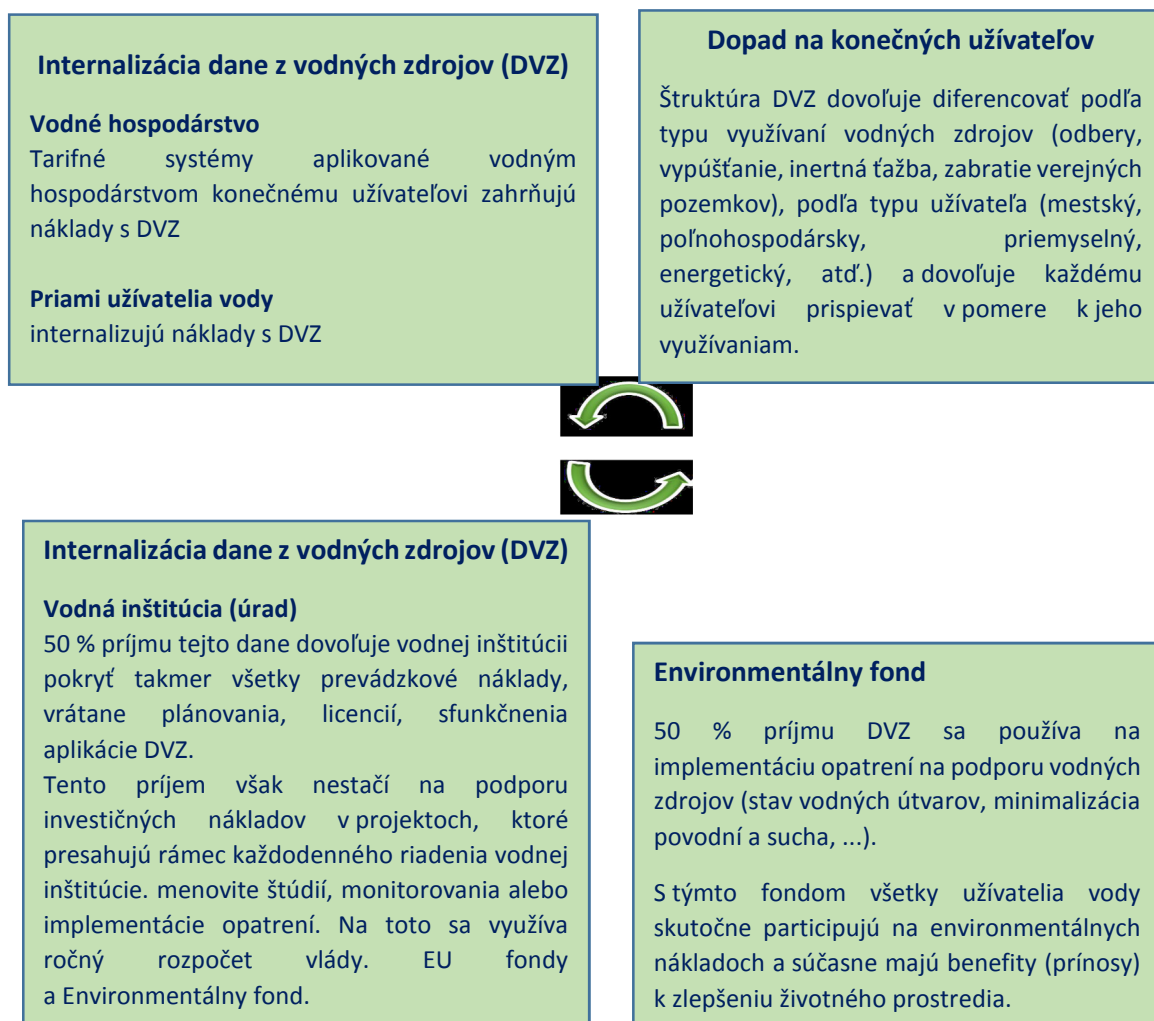 Internalizácia dane z vodných zdrojov (DVZ)
Vodné hospodárstvo
Tarifné systémy aplikované vodným
hospodárstvom konečnému užívateľovi zahrňujú
náklady s DVZ
Priami užívatelia vody
internalizujú náklady s DVZ
Dopad na konečných užívateľov
Štruktúra DVZ dovoľuje diferencovať podľa
typu využívaní vodných zdrojov (odbery,
vypúšťanie, inertná ťažba, zabratie verejných
pozemkov), podľa typu užívateľa (mestský,
poľnohospodársky, priemyselný,
energetický, atď.) a dovoľuje každému
užívateľovi prispievať v pomere k jeho
využívaniam.
Internalizácia dane z vodných zdrojov (DVZ)
Vodná inštitúcia (úrad)
50 % príjmu tejto dane dovoľuje vodnej inštitúcii
pokryť takmer všetky prevádzkové náklady,
vrátane plánovania, licencií, sfunkčnenia
aplikácie DVZ.
Tento príjem však nestačí na podporu
investičných nákladov v projektoch, ktoré
presahujú rámec každodenného riadenia vodnej
inštitúcie. menovite štúdií, monitorovania alebo
implementácie opatrení. Na toto sa využíva
ročný rozpočet vlády. EU fondy
a Environmentálny fond.
Environmentálny fond
50 % príjmu DVZ sa používa na
implementáciu opatrení na podporu vodných
zdrojov (stav vodných útvarov, minimalizácia
povodní a sucha, ...).
S týmto fondom všetky užívatelia vody
skutočne participujú na environmentálnych
nákladoch a súčasne majú benefity (prínosy)
k zlepšeniu životného prostredia.